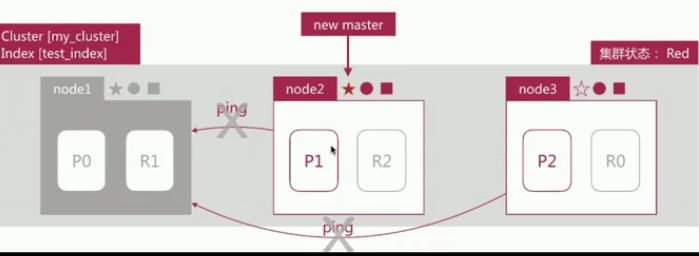 new master
Cluster [my_cluster]
Index [test_index]
集群状态： Red
node1
node2
node3
ping
P0
R1
P1
R2
P2
R0
ping